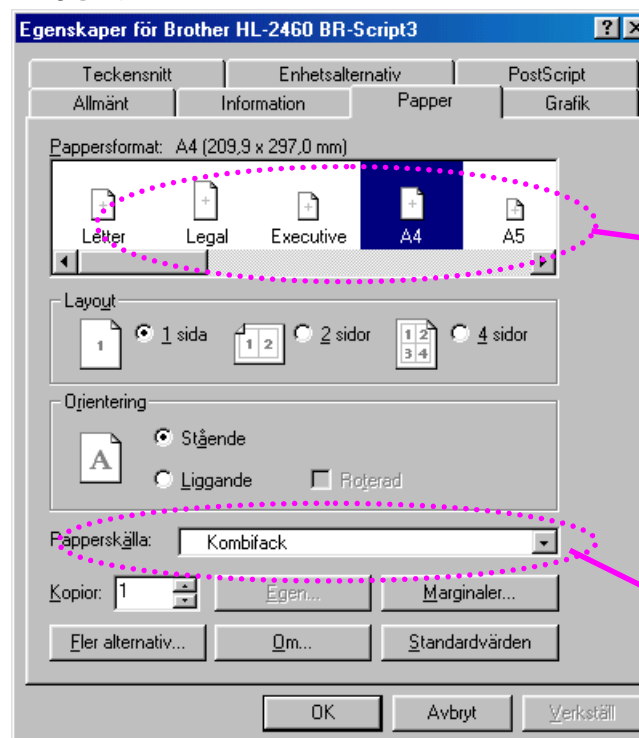 Egenskaper för Brother HL-2460 BR-Script3
Teckensnitt Enhetsalternativ PostScript
Allmänt Information Papper Grafik
Pappersformat: A4 (209,9 x 297,0 mm)
Letter Legal Executive A4 A5
Layout
1 1 sida 1 2 2 sidor 1 2 3 4 4 sidor
Orientering
A Stående
Liggande Roterad
Papperskälla: Kombifack
Kopior: 1 Egen... Marginaler...
Fler alternativ... Om... Standardvärden
OK Avbryt Verkställ